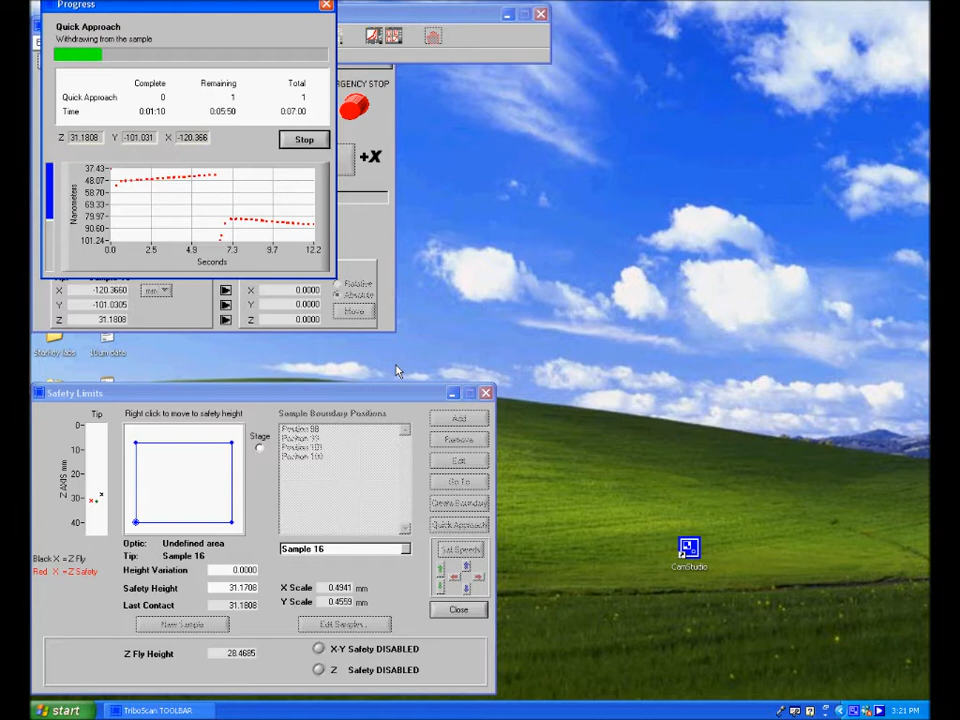 Progress
Quick Approach
Withdrawing from the sample
Complete Remaining Total
Quick Approach 0 1 1
Time 0:01:10 0:05:50 0:07:00
Z 31.1808 Y -101.031 X -120.366
Stop
Nanometers
37.43
48.07
58.70
69.33
79.97
90.60
101.24
0.0 2.5 4.9 7.3 9.7 12.2
Seconds
ERGENCY STOP
+X
X -120.3660 mm X 0.0000 Relative
Y -101.0305 Y 0.0000 Absolute
Z 31.1808 Z 0.0000 Move
Starkey labs 10um data
Safety Limits
Tip Right click to move to safety height Sample Boundary Positions
Z AXIS mm
0
10
20
30
40
Stage
Position 98
Position 99
Position 101
Position 100
Add
Remove
Edit
Go To
Create Boundary
Quick Approach
Sample 16
Set Speeds
Optic: Undefined area
Tip: Sample 16
Black X =Z Fly
Red X =Z Safety
Height Variation 0.0000
Safety Height 31.1708
Last Contact 31.1808
X Scale 0.4941 mm
Y Scale 0.4559 mm
Close
New Sample Edit Samples...
Z Fly Height 28.4685
X-Y Safety DISABLED
Z Safety DISABLED
CamStudio
start TriboScan TOOLBAR 3:21 PM